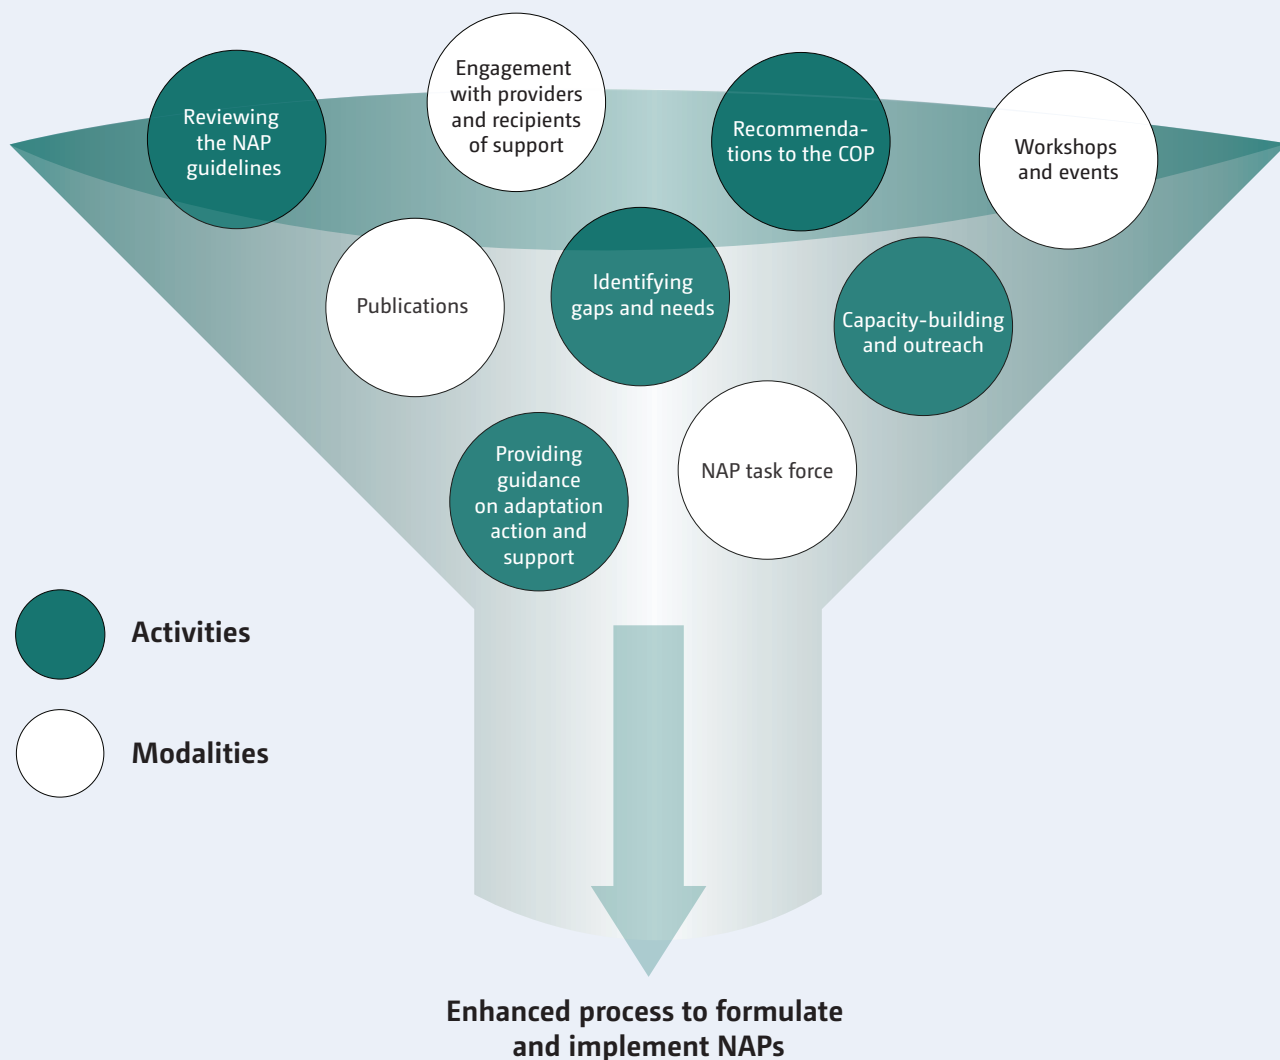 Reviewing
the NAP
guidelines
Engagement
with providers
and recipients
of support
Recommenda-
tions to the COP
Workshops
and events
Publications
Identifying
gaps and needs
Capacity-building
and outreach
Providing
guidance
on adaptation
action and
support
NAP task force
Activities
Modalities
Enhanced process to formulate
and implement NAPs